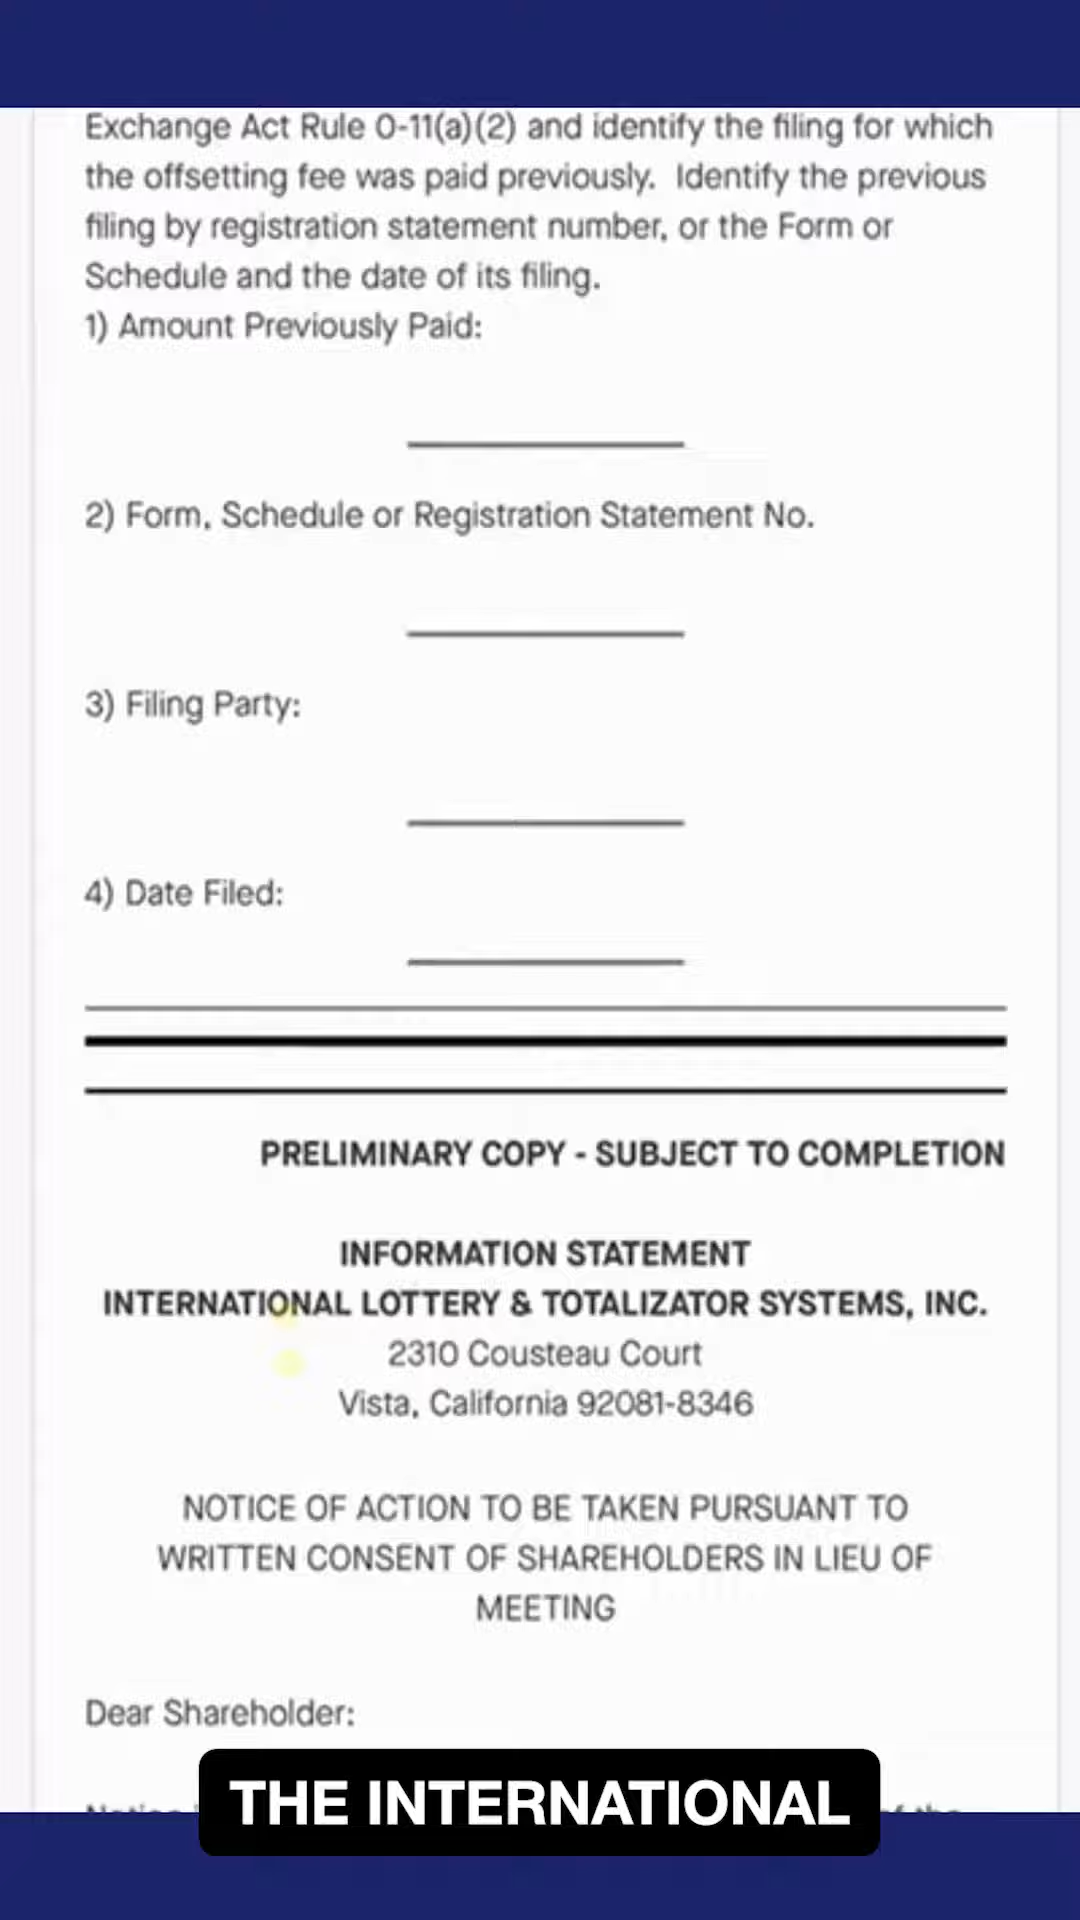 Exchange Act Rule 0-11(a)(2) and identify the filing for which
the offsetting fee was paid previously. Identify the previous
filing by registration statement number, or the Form or
Schedule and the date of its filing.
1) Amount Previously Paid:
2) Form, Schedule or Registration Statement No.
3) Filing Party:
4) Date Filed:
PRELIMINARY COPY - SUBJECT TO COMPLETION
INFORMATION STATEMENT
INTERNATIONAL LOTTERY & TOTALIZATOR SYSTEMS, INC.
2310 Cousteau Court
Vista, California 92081-8346
NOTICE OF ACTION TO BE TAKEN PURSUANT TO
WRITTEN CONSENT OF SHAREHOLDERS IN LIEU OF
MEETING
Dear Shareholder:
THE INTERNATIONAL